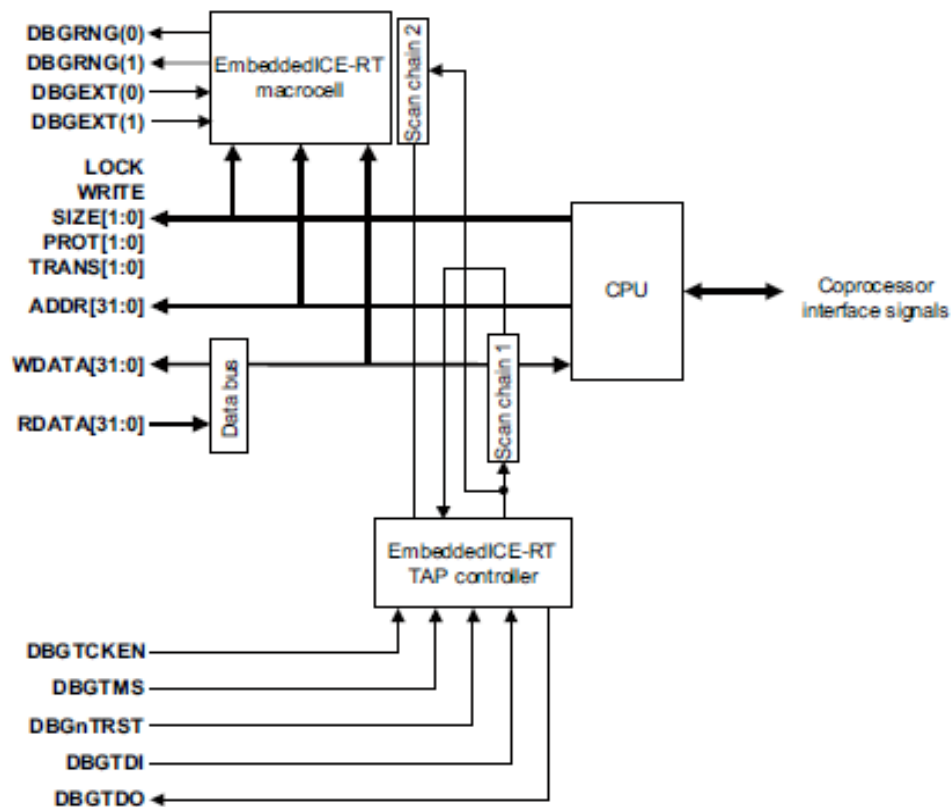 DBGRNG(0)
DBGRNG(1)
DBGEXT(0)
DBGEXT(1)
EmbeddedICE-RT
macrocell
Scan chain 2
LOCK
WRITE
SIZE[1:0]
PROT[1:0]
TRANS[1:0]
ADDR[31:0]
WDATA[31:0]
RDATA[31:0]
Data bus
Scan chain 1
CPU
Coprocessor
interface signals
EmbeddedICE-RT
TAP controller
DBGTCKEN
DBGTMS
DBGnTRST
DBGTDI
DBGTDO